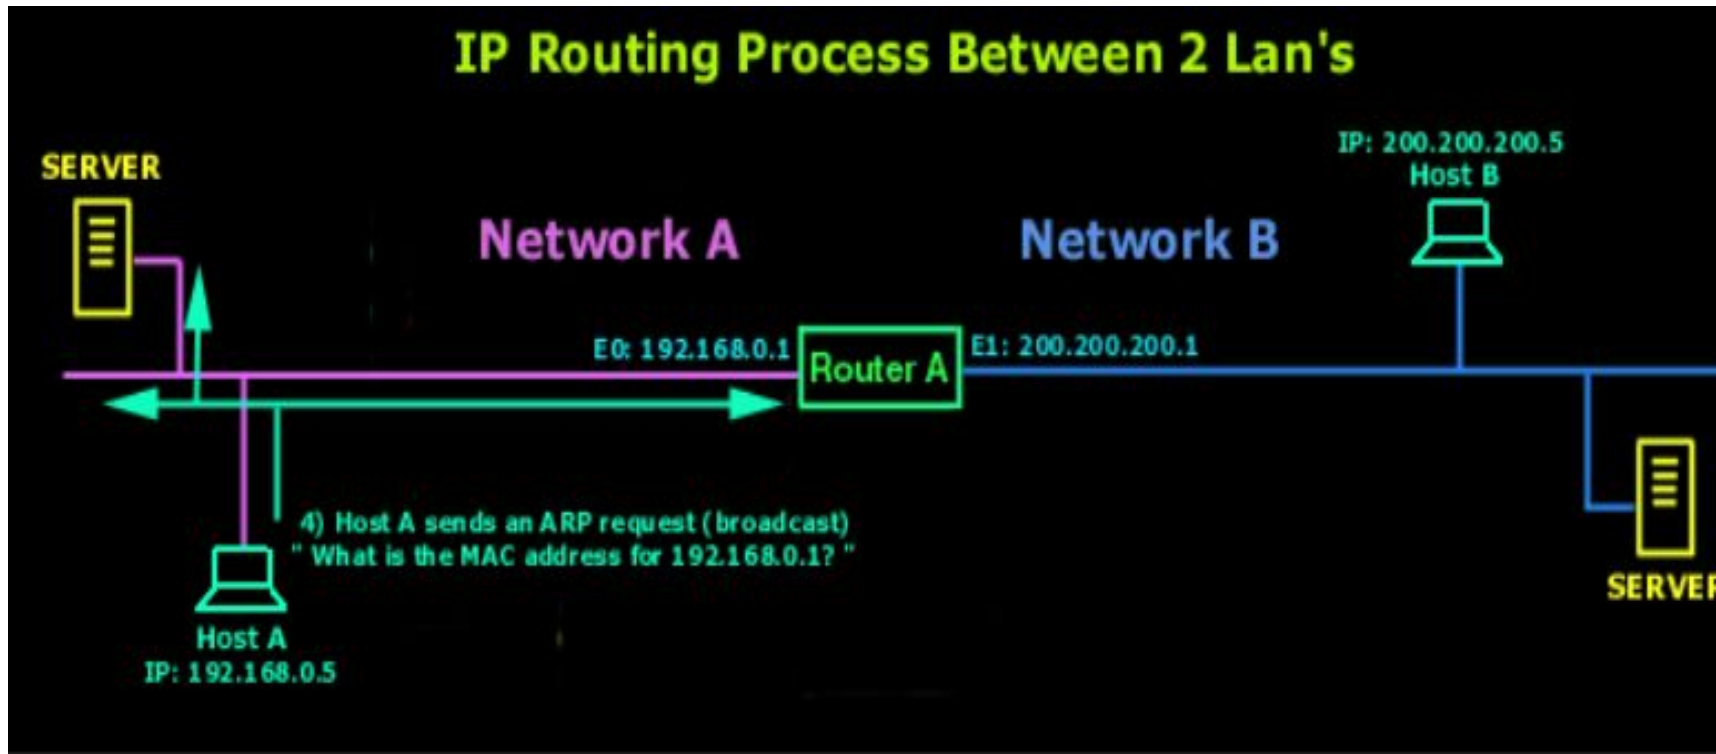 IP Routing Process Between 2 Lan's
IP: 200.200.200.5
Host B
SERVER
Network A
Network B
E0: 192.168.0.1
Router A
E1: 200.200.200.1
4) Host A sends an ARP request (broadcast)
" What is the MAC address for 192.168.0.1? "
Host A
IP: 192.168.0.5
SERVER